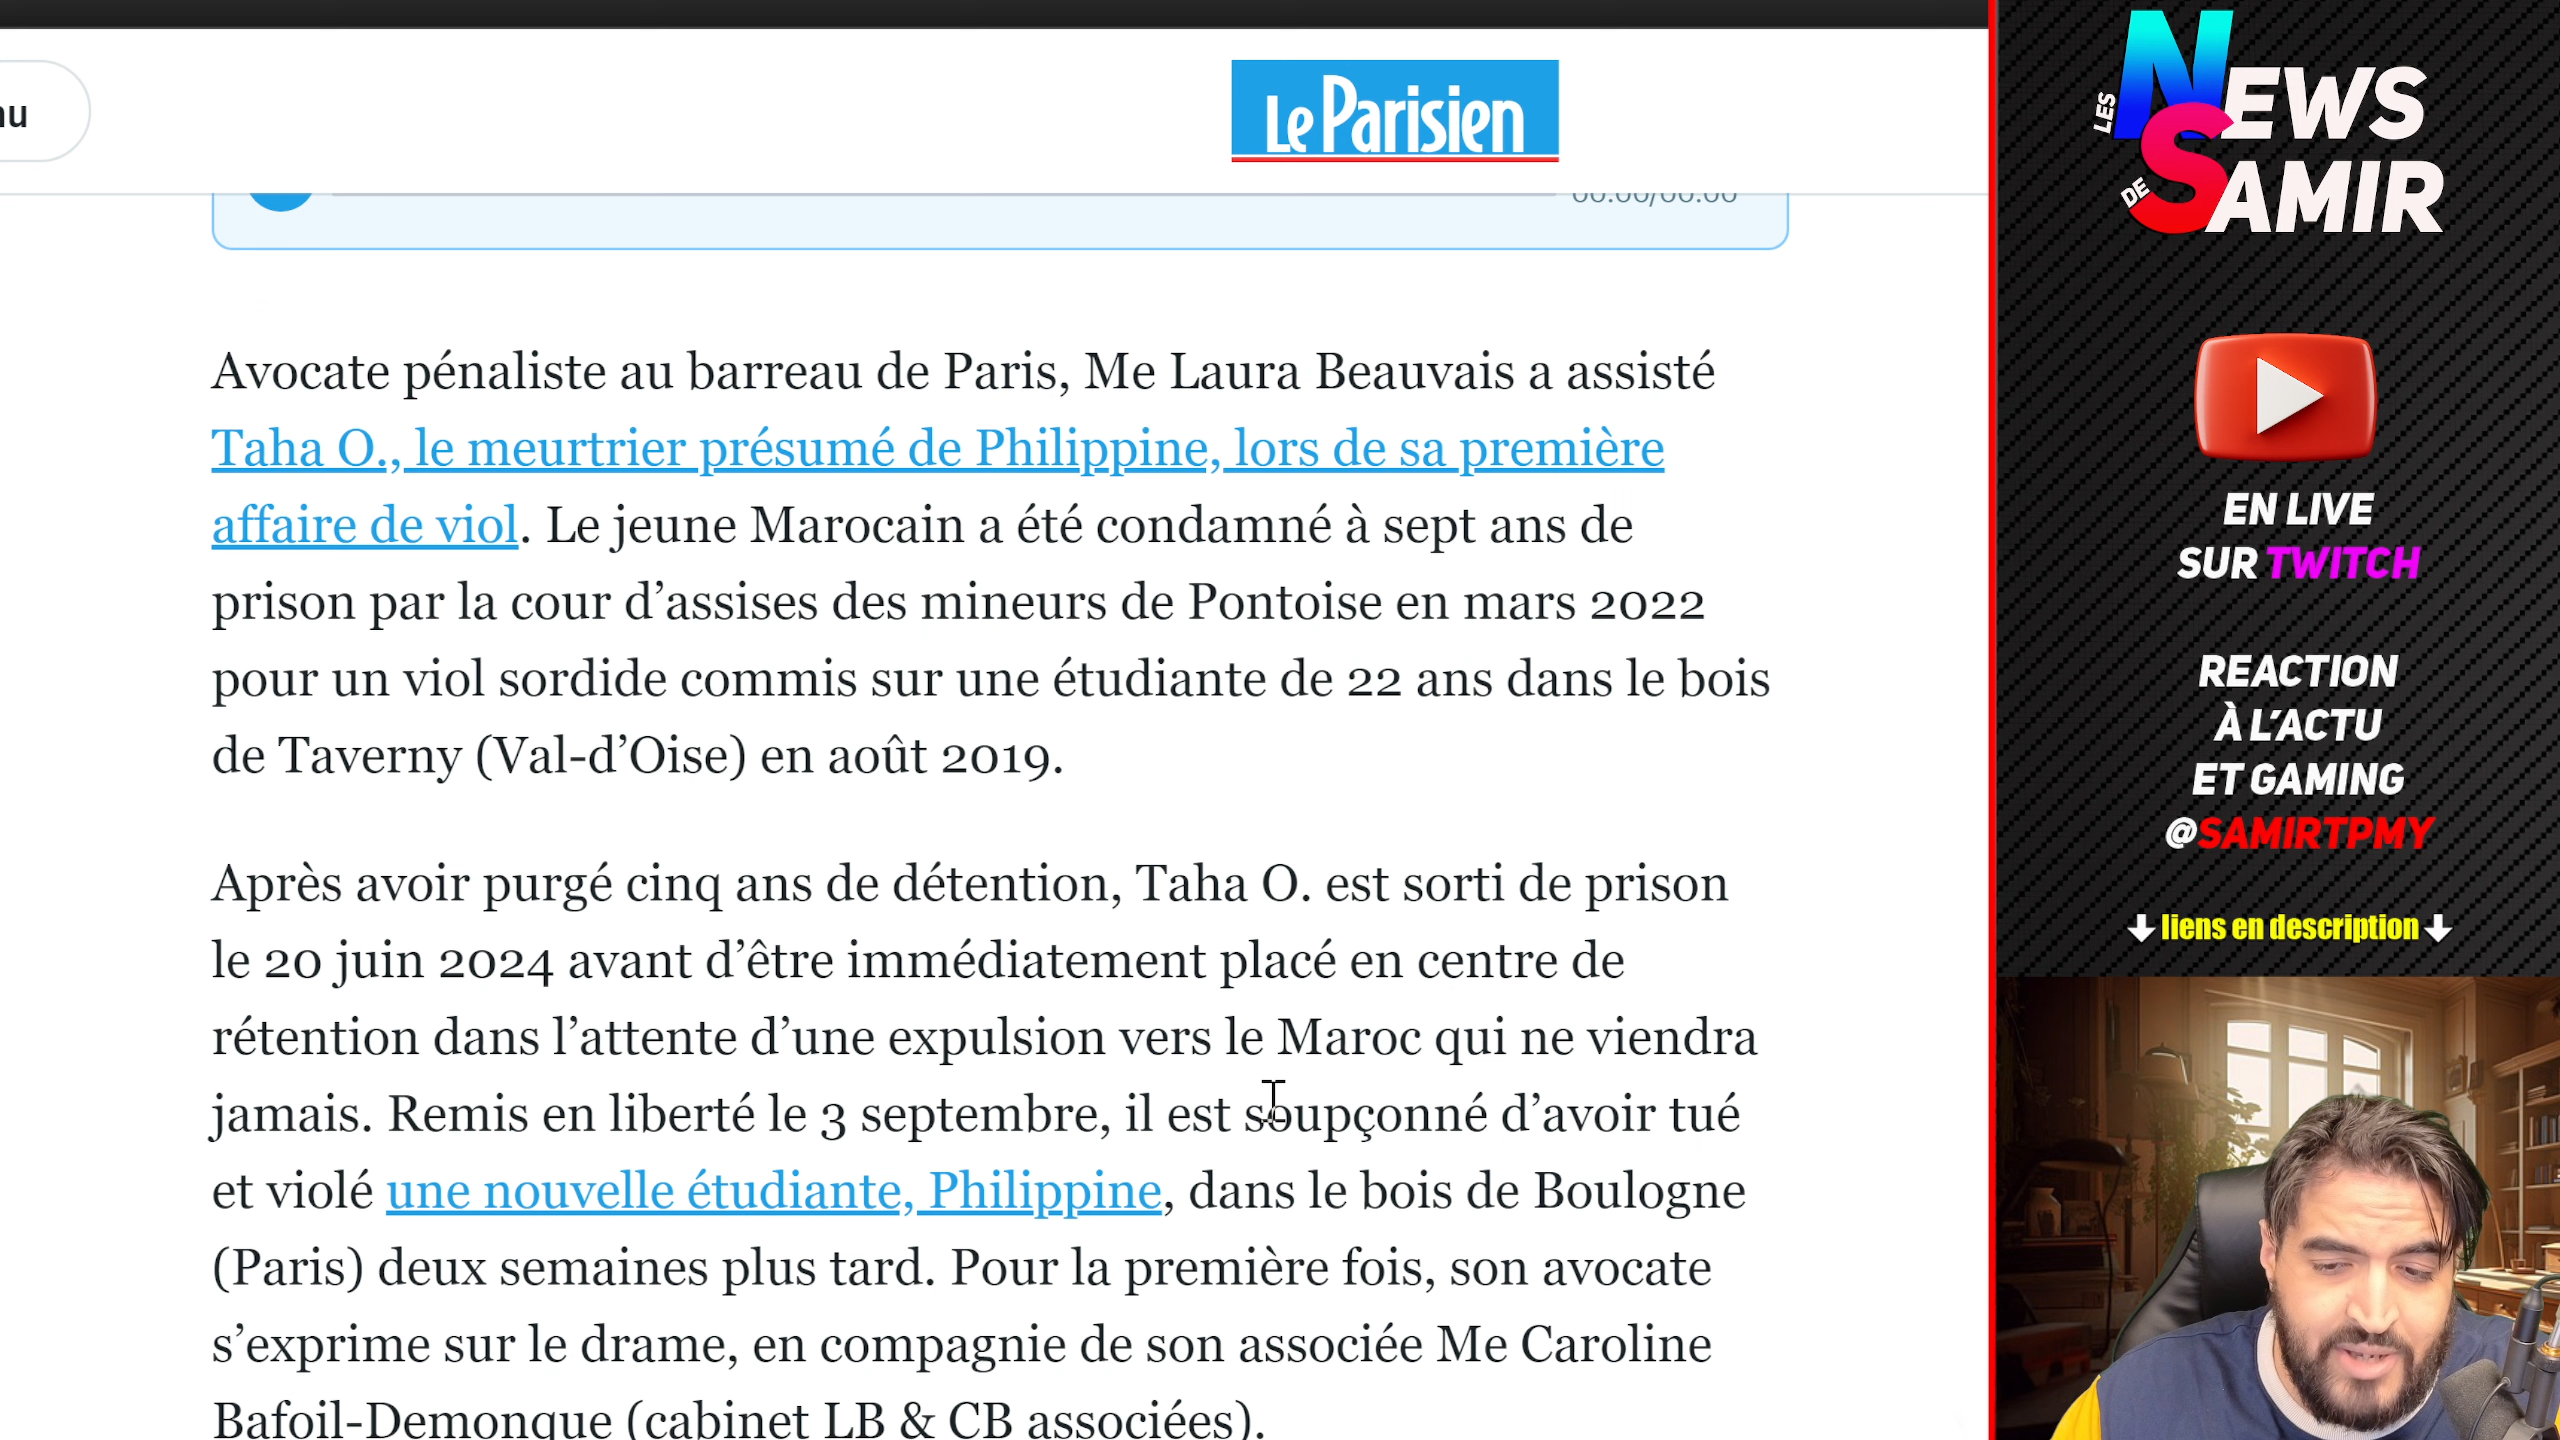 nu
Le Parisien
00:00/00:00
Avocate pénaliste au barreau de Paris, Me Laura Beauvais a assisté
Taha O., le meurtrier présumé de Philippine, lors de sa première
affaire de viol. Le jeune Marocain a été condamné à sept ans de
prison par la cour d’assises des mineurs de Pontoise en mars 2022
pour un viol sordide commis sur une étudiante de 22 ans dans le bois
de Taverny (Val-d’Oise) en août 2019.
Après avoir purgé cinq ans de détention, Taha O. est sorti de prison
le 20 juin 2024 avant d’être immédiatement placé en centre de
rétention dans l’attente d’une expulsion vers le Maroc qui ne viendra
jamais. Remis en liberté le 3 septembre, il est soupçonné d’avoir tué
et violé une nouvelle étudiante, Philippine, dans le bois de Boulogne
(Paris) deux semaines plus tard. Pour la première fois, son avocate
s’exprime sur le drame, en compagnie de son associée Me Caroline
Bafoil-Demonque (cabinet LB & CB associées).
LES NEWS
DE SAMIR
EN LIVE
SUR TWITCH
REACTION
À L’ACTU
ET GAMING
@SAMIRTPMY
liens en description